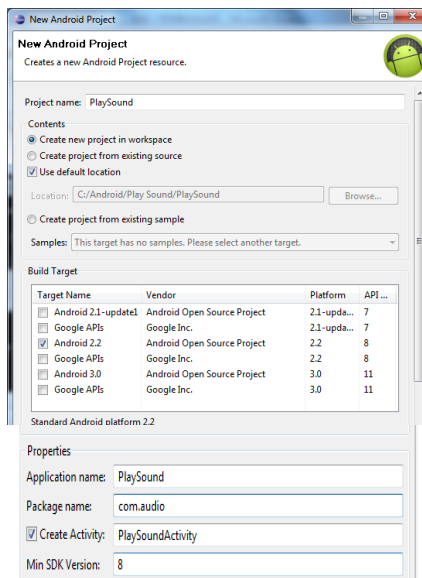 New Android Project
New Android Project
Creates a new Android Project resource.
Project name: PlaySound
Contents
Create new project in workspace
Create project from existing source
Use default location
Location: C:/Android/Play Sound/PlaySound Browse...
Create project from existing sample
Samples: This target has no samples. Please select another target.
Build Target
Target Name Vendor Platform API ...
Android 2.1-update1 Android Open Source Project 2.1-upda... 7
Google APIs Google Inc. 2.1-upda... 7
Android 2.2 Android Open Source Project 2.2 8
Google APIs Google Inc. 2.2 8
Android 3.0 Android Open Source Project 3.0 11
Google APIs Google Inc. 3.0 11
Standard Android platform 2.2
Properties
Application name: PlaySound
Package name: com.audio
Create Activity: PlaySoundActivity
Min SDK Version: 8